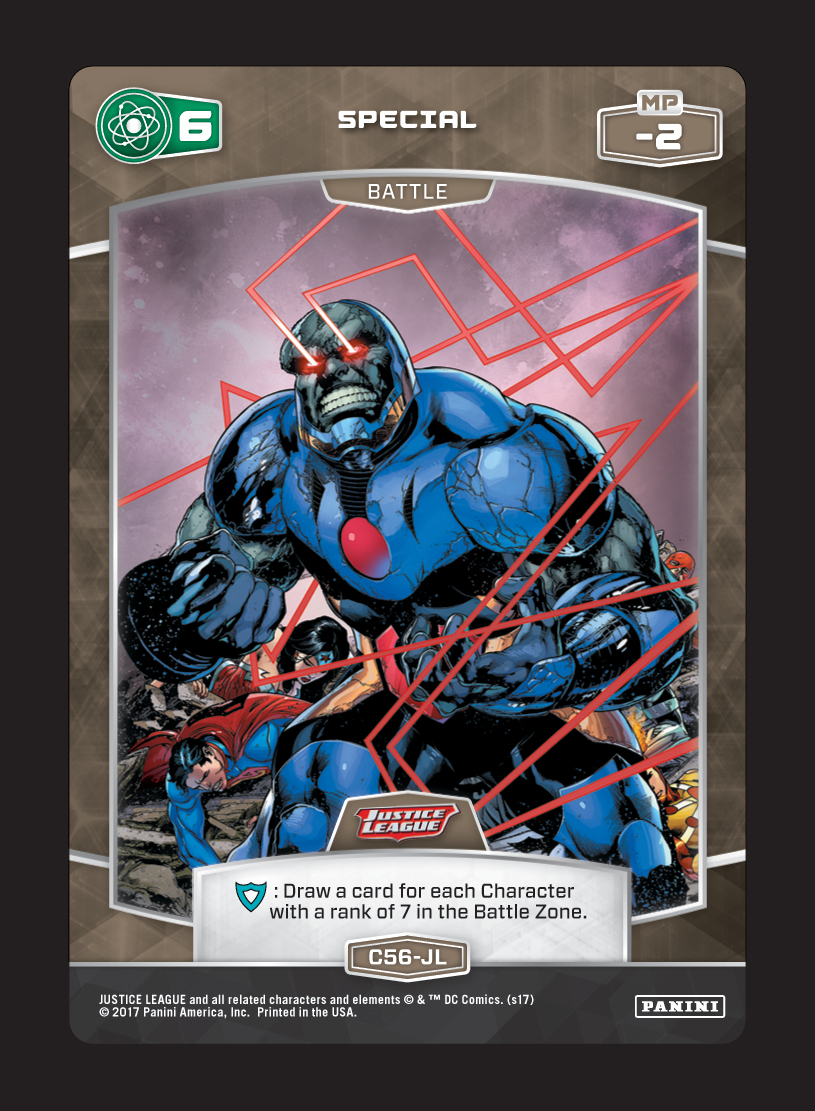 6
SPECIAL
MP
-2
BATTLE
JUSTICE
LEAGUE
: Draw a card for each Character
with a rank of 7 in the Battle Zone.
C56-JL
JUSTICE LEAGUE and all related characters and elements © & ™ DC Comics. (s17)
© 2017 Panini America, Inc. Printed in the USA.
PANINI